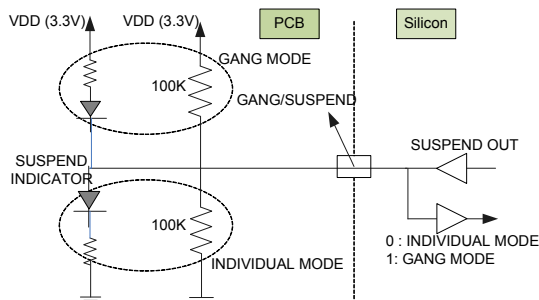 VDD (3.3V)
VDD (3.3V)
PCB
Silicon
GANG MODE
100K
GANG/SUSPEND
SUSPEND OUT
SUSPEND
INDICATOR
100K
0 : INDIVIDUAL MODE
1: GANG MODE
INDIVIDUAL MODE